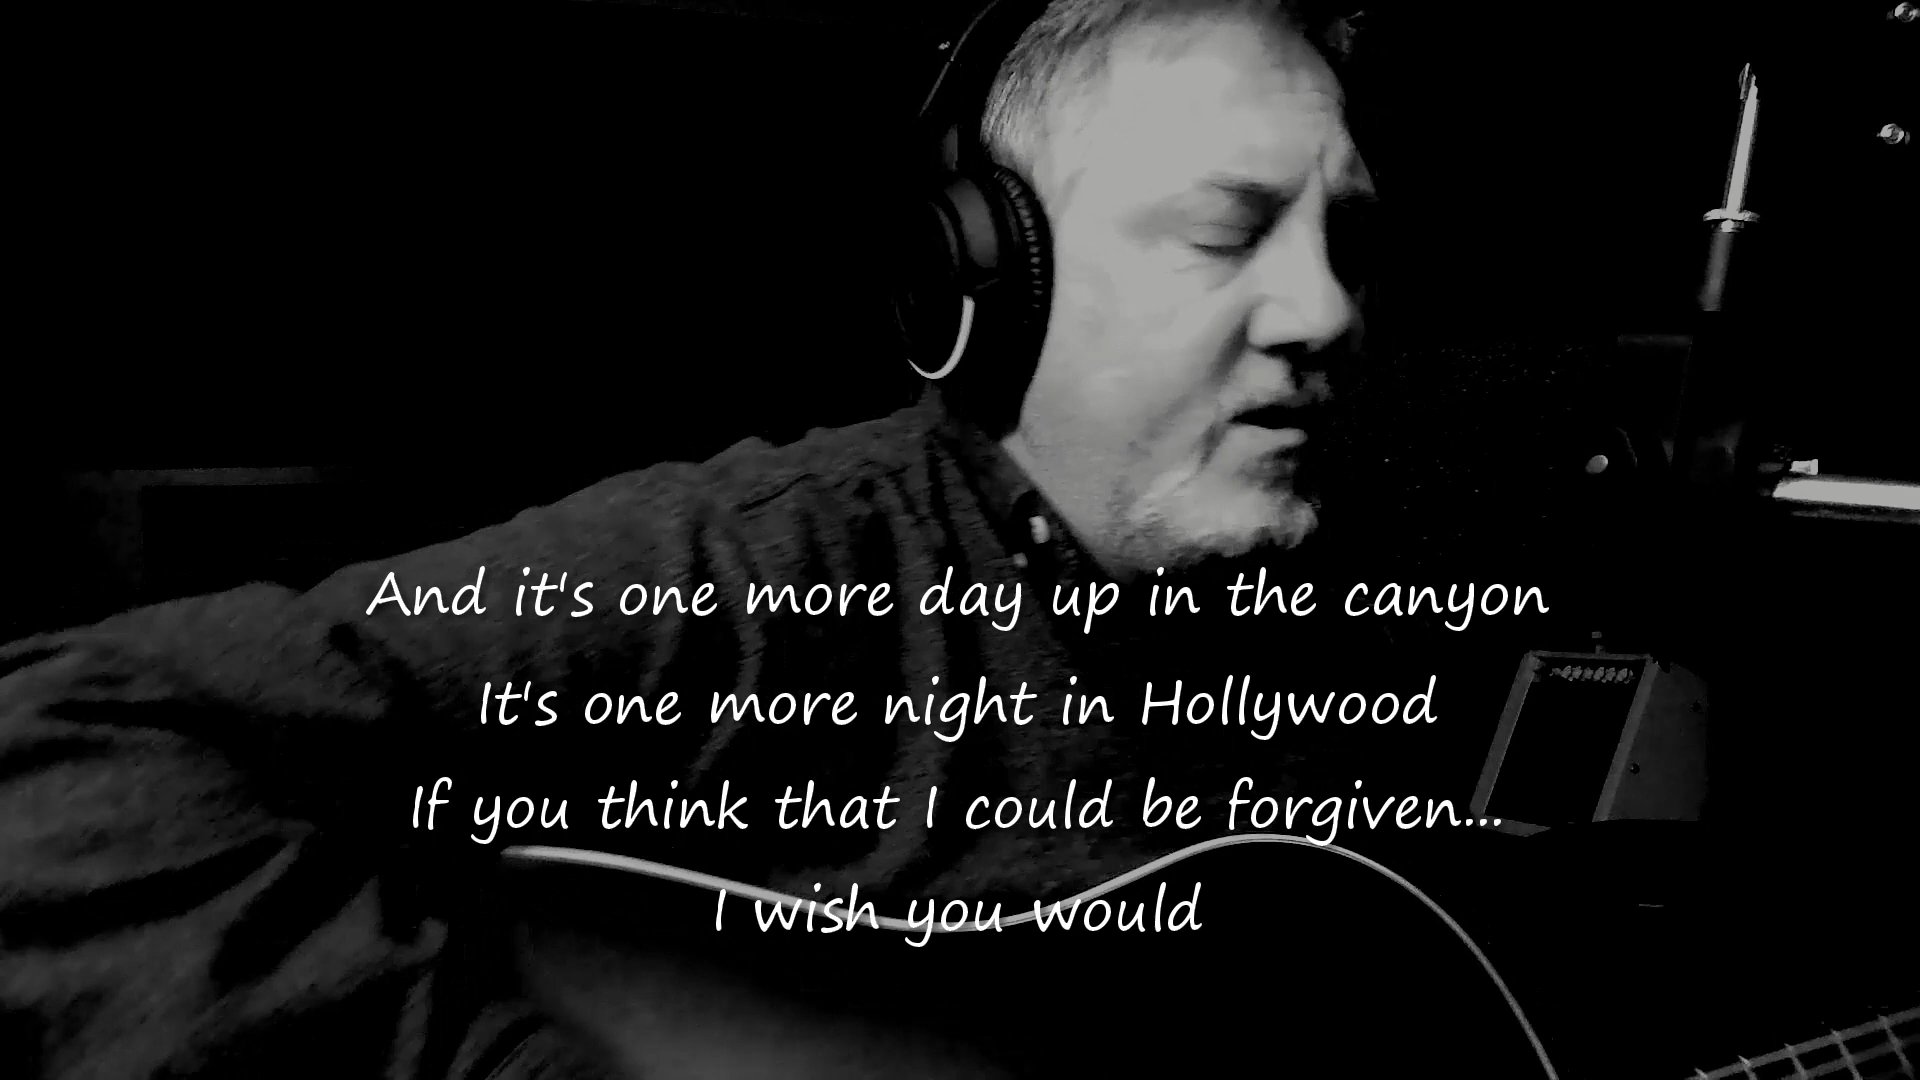 And it's one more day up in the canyon
It's one more night in Hollywood
If you think that I could be forgiven...
I wish you would